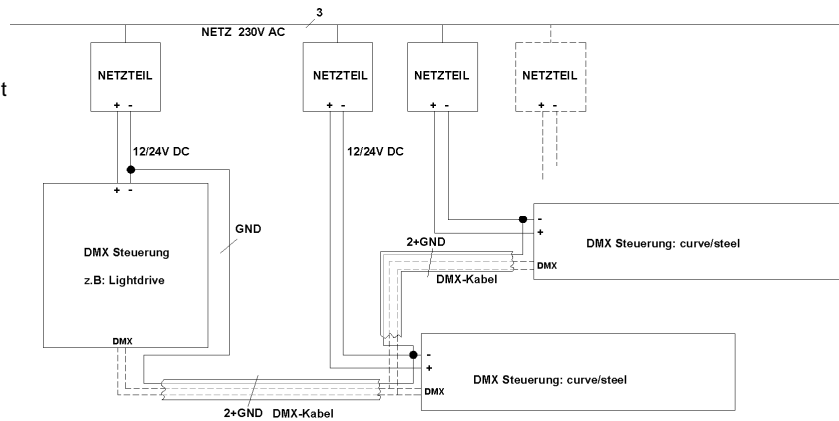 3
NETZ 230V AC
NETZTEIL
NETZTEIL
NETZTEIL
NETZTEIL
t
+ -
+ -
+ -
+ -
12/24V DC
12/24V DC
+ -
GND
DMX Steuerung
z.B: Lightdrive
DMX
2+GND
DMX-Kabel
-
+
DMX
DMX Steuerung: curve/steel
-
+
DMX
DMX Steuerung: curve/steel
2+GND DMX-Kabel